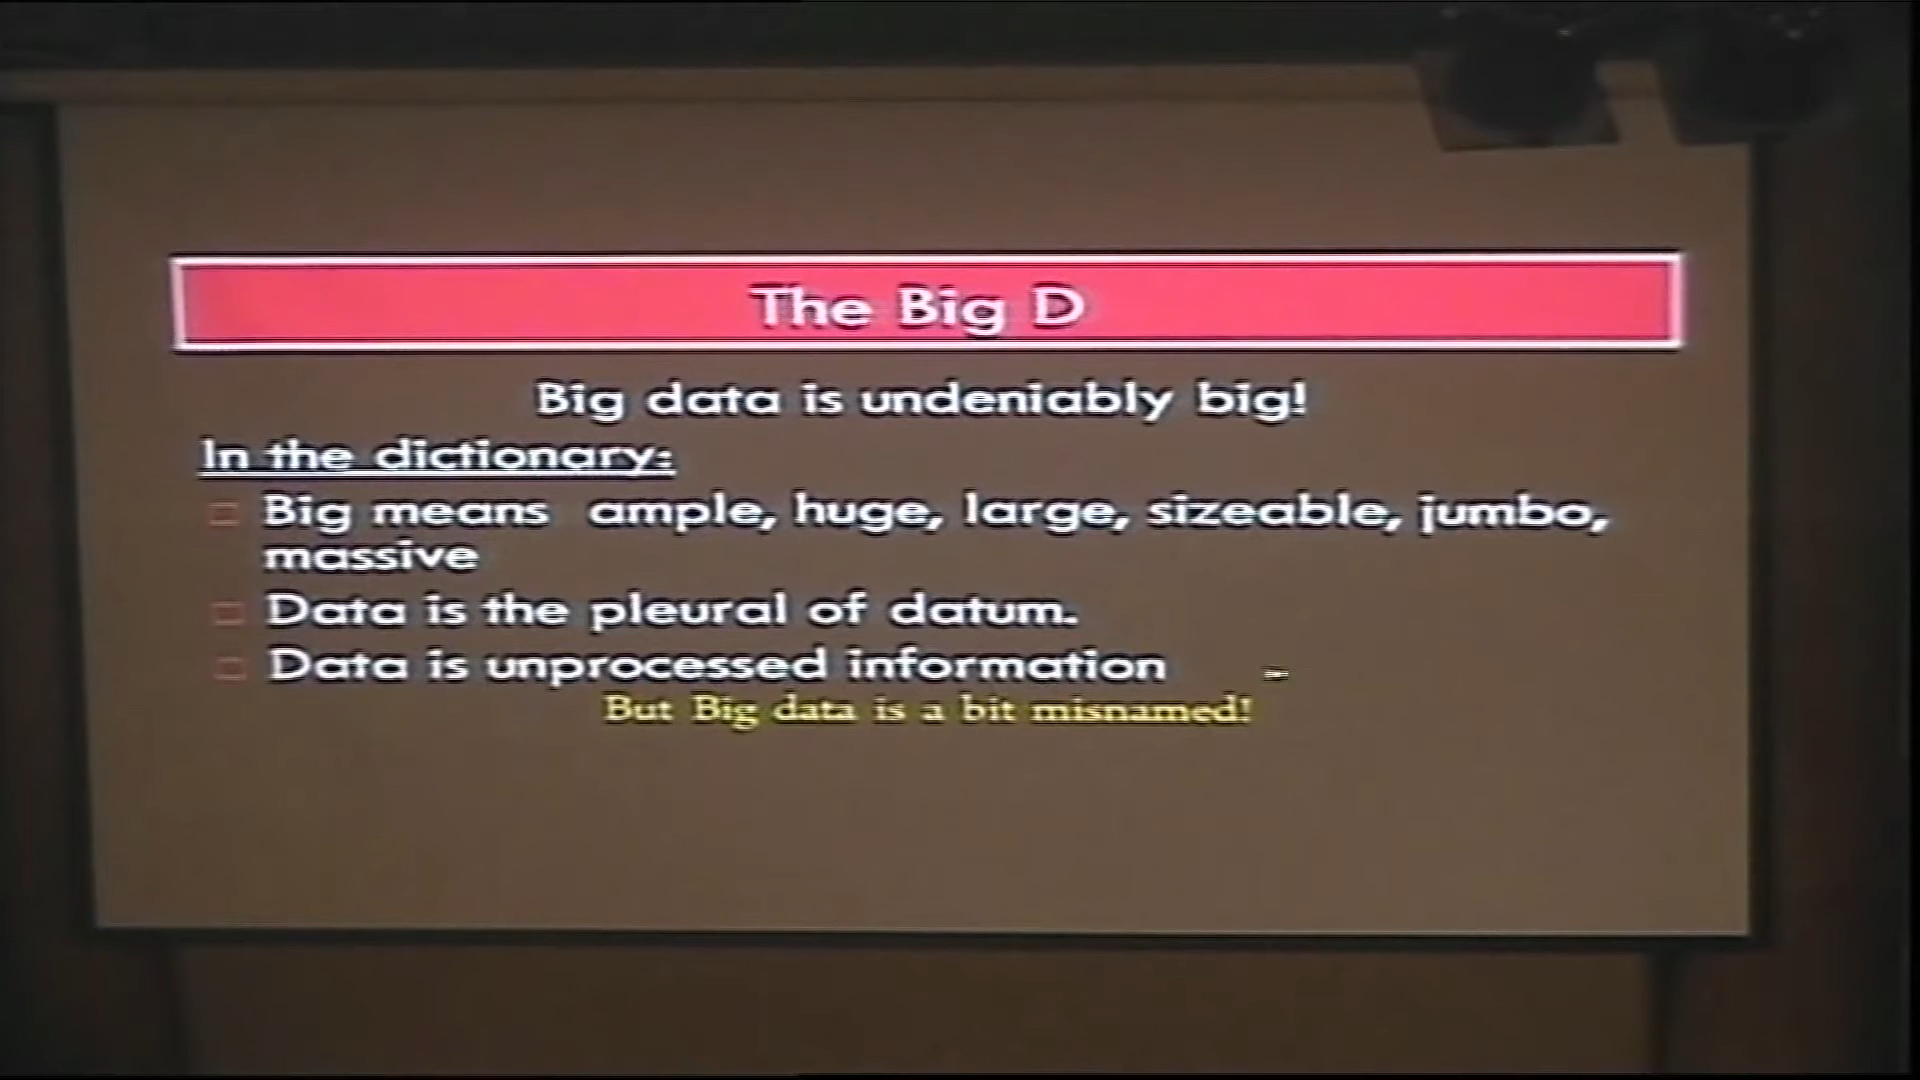 The Big D
Big data is undeniably big!
In the dictionary:
Big means ample, huge, large, sizeable, jumbo,
massive
Data is the pleural of datum.
Data is unprocessed information
But Big data is a bit misnamed!